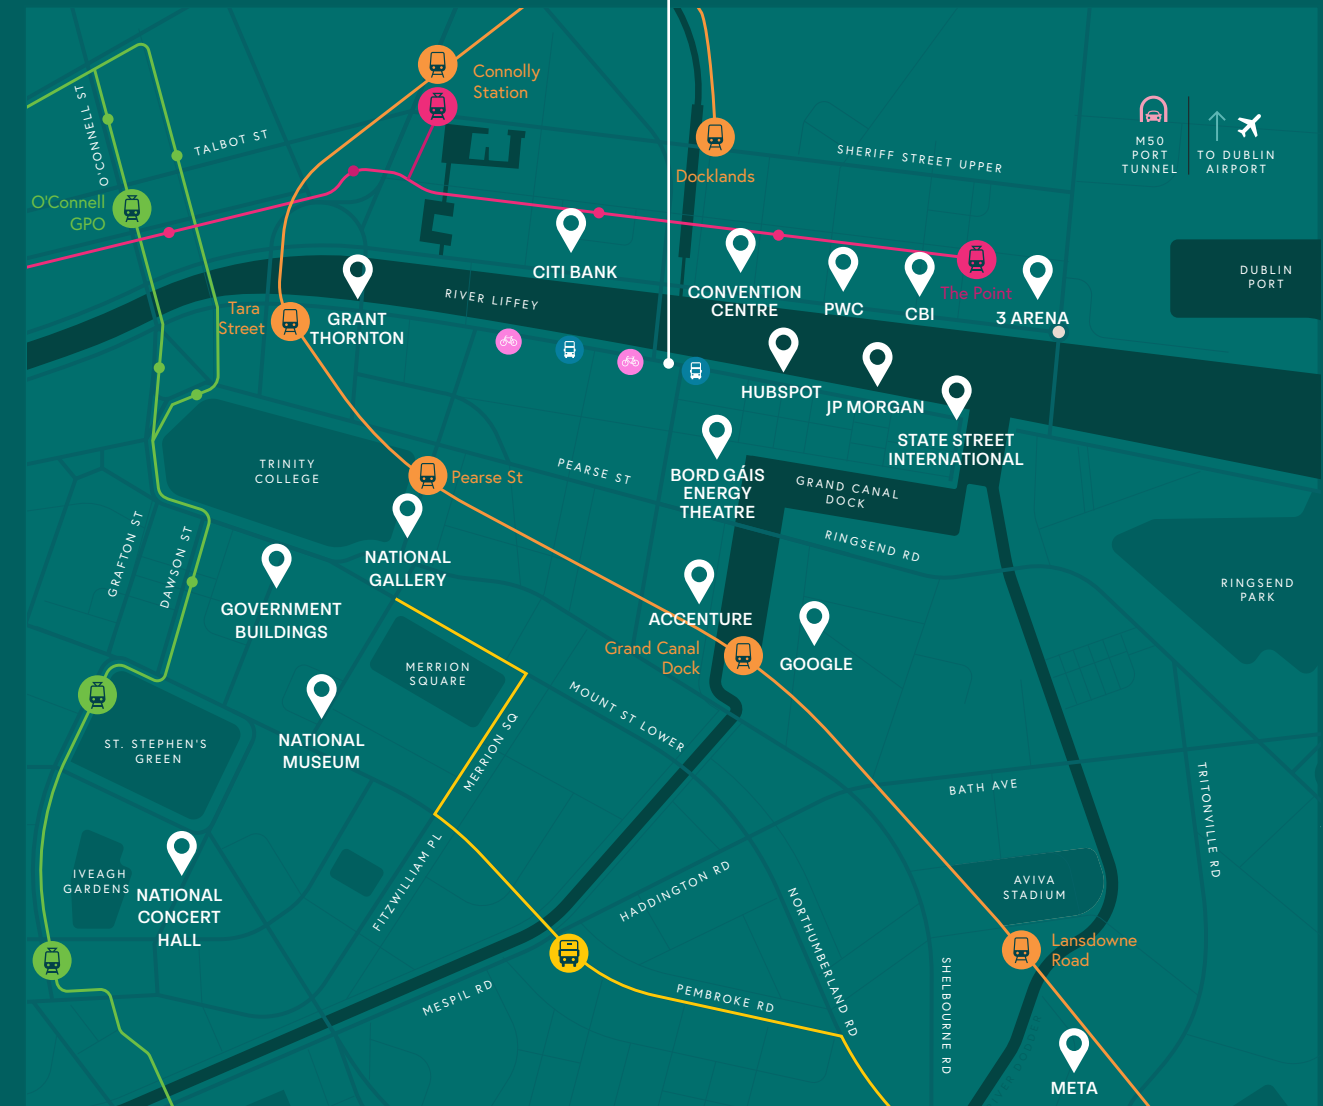 Connolly
Station
O'CONNELL ST
TALBOT ST
O'Connell
GPO
Docklands
SHERIFF STREET UPPER
M50
PORT
TUNNEL
TO DUBLIN
AIRPORT
CITI BANK
CONVENTION
CENTRE
PWC
CBI
The Point
3 ARENA
DUBLIN
PORT
RIVER LIFFEY
Tara
Street
GRANT
THORNTON
HUBSPOT
JP MORGAN
STATE STREET
INTERNATIONAL
TRINITY
COLLEGE
Pearse St
PEARSE ST
BORD GÁIS
ENERGY
THEATRE
GRAND CANAL
DOCK
RINGSEND RD
GRAFTON ST
DAWSON ST
NATIONAL
GALLERY
GOVERNMENT
BUILDINGS
ACCENTURE
Grand Canal
Dock
GOOGLE
RINGSEND
PARK
MERRION
SQUARE
MOUNT ST LOWER
MERRION SQ
ST. STEPHEN'S
GREEN
NATIONAL
MUSEUM
BATH AVE
TRITONVILLE RD
IVEAGH
GARDENS
NATIONAL
CONCERT
HALL
FITZWILLIAM PL
HADDINGTON RD
NORTHUMBERLAND RD
AVIVA
STADIUM
Lansdowne
Road
SHELBOURNE RD
MESPIL RD
PEMBROKE RD
META